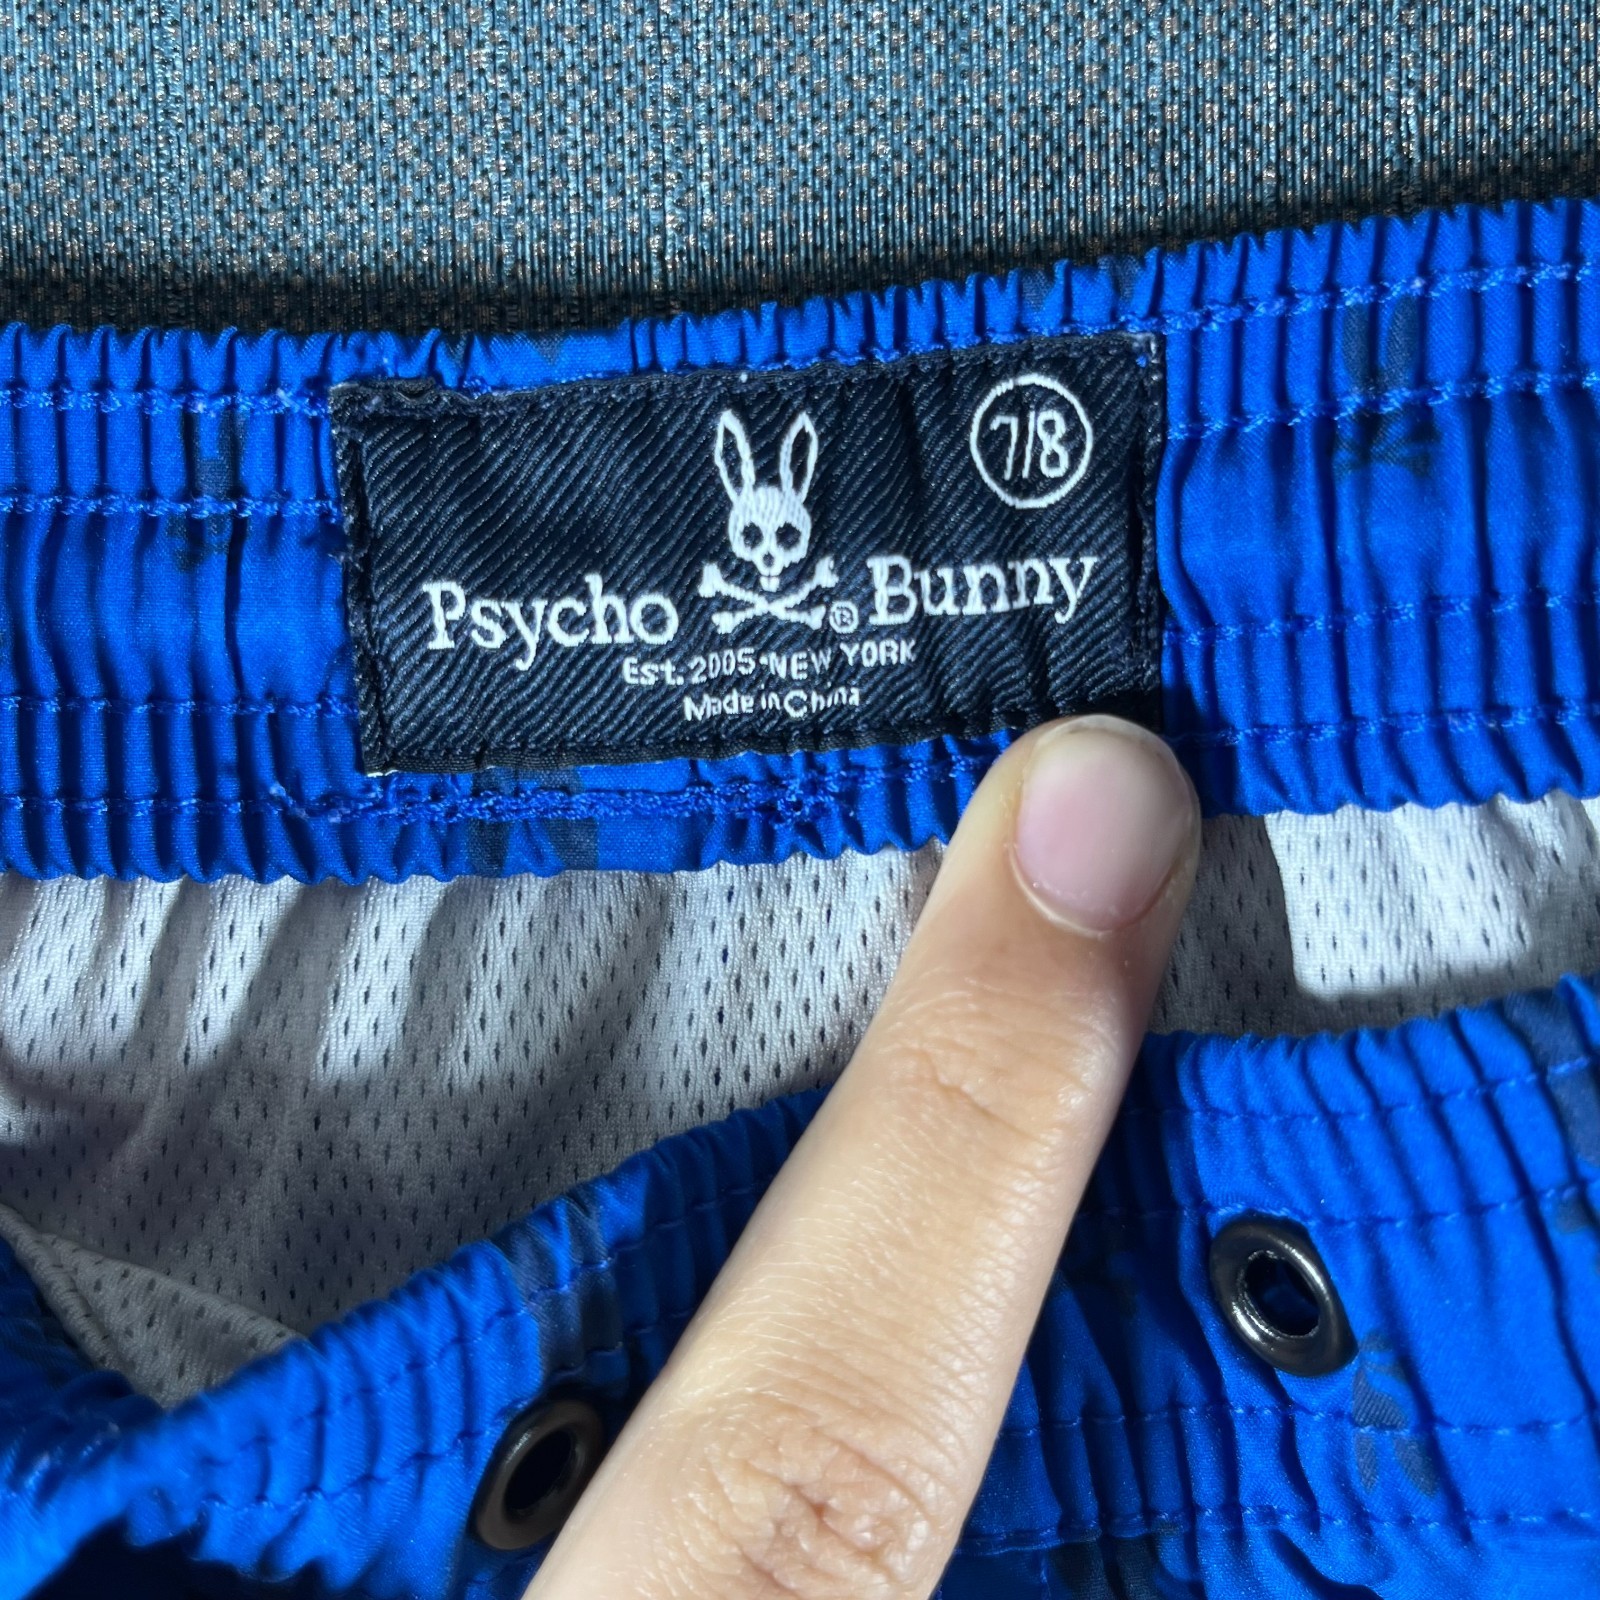 7/8
Psycho ® Bunny
Est. 2005·NEW YORK
Made in China